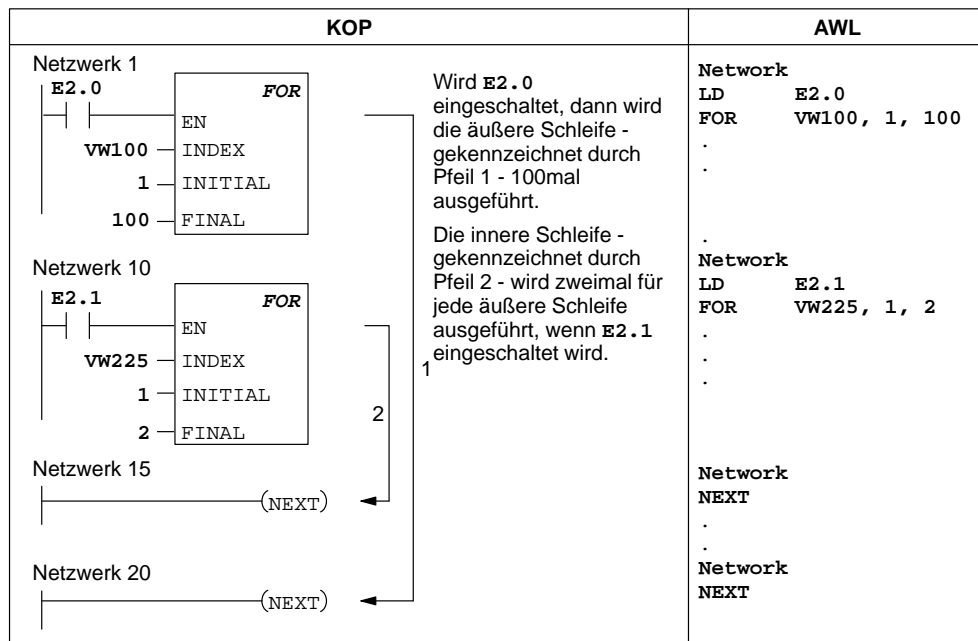 KOP
AWL
Netzwerk 1
E2.0
FOR
EN
VW100
INDEX
1
INITIAL
100
FINAL
Netzwerk 10
E2.1
FOR
EN
VW225
INDEX
1
INITIAL
2
FINAL
Netzwerk 15
(NEXT)
Netzwerk 20
(NEXT)
2
1
Wird E2.0
eingeschaltet, dann wird
die äußere Schleife -
gekennzeichnet durch
Pfeil 1 - 100mal
ausgeführt.
Die innere Schleife -
gekennzeichnet durch
Pfeil 2 - wird zweimal für
jede äußere Schleife
ausgeführt, wenn E2.1
eingeschaltet wird.
Network
LD E2.0
FOR VW100, 1, 100
.
.
.
Network
LD E2.1
FOR VW225, 1, 2
.
.
.
Network
NEXT
.
.
Network
NEXT